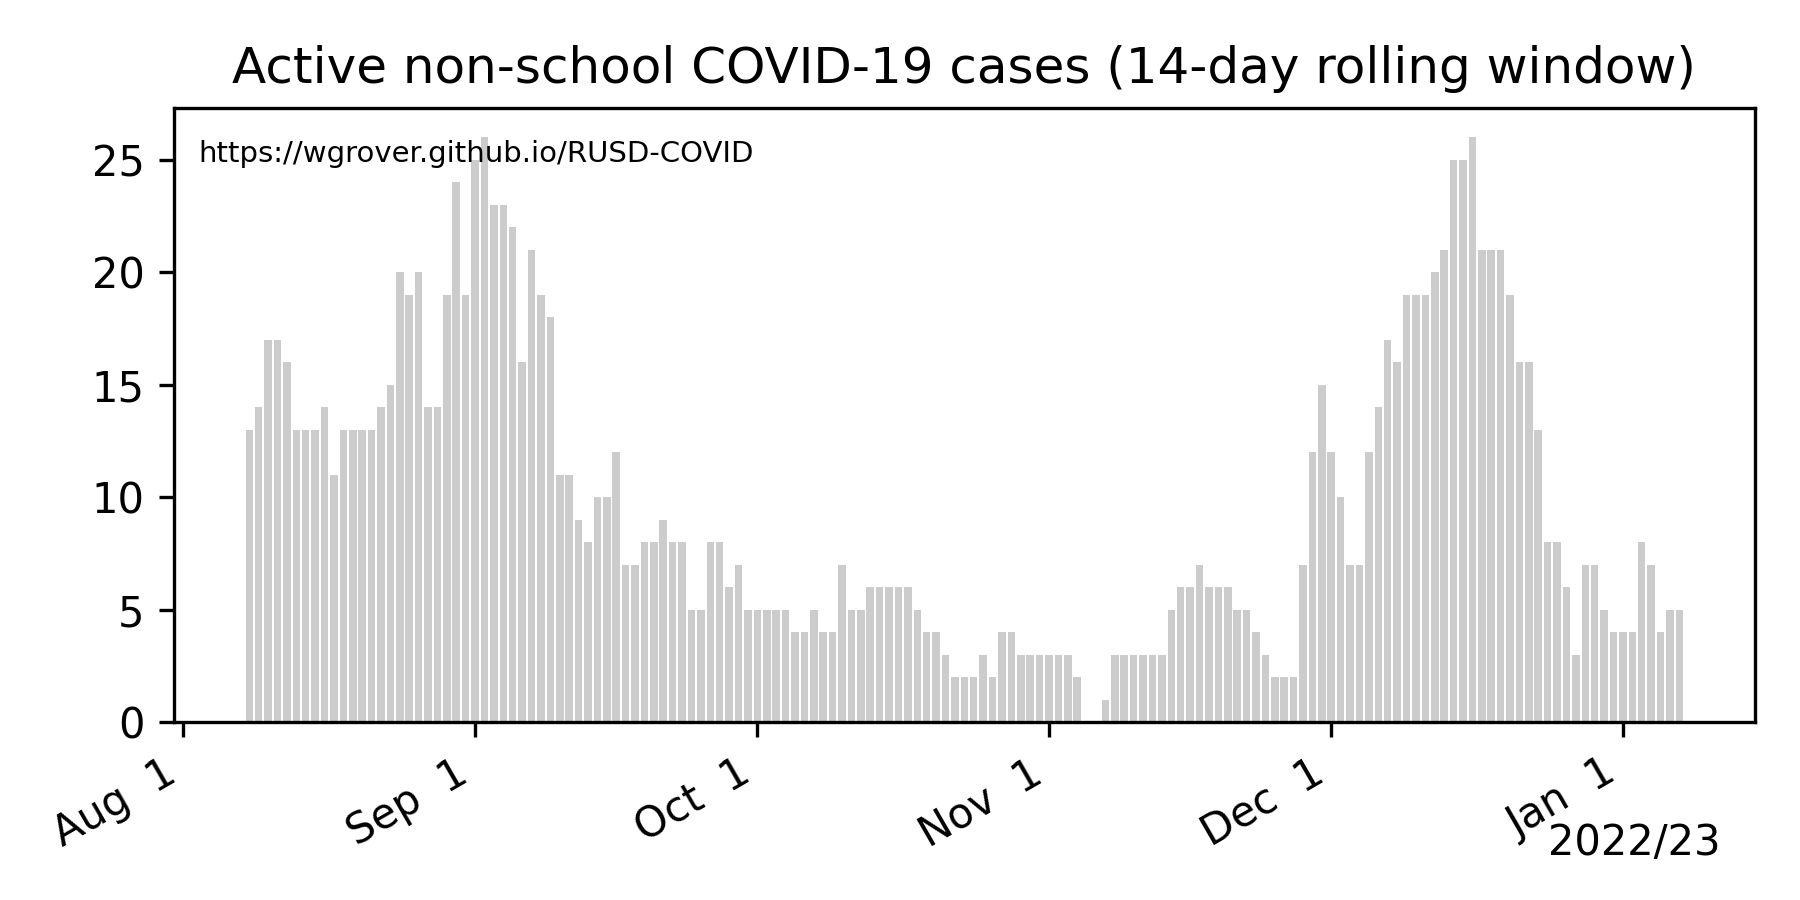 Active non-school COVID-19 cases (14-day rolling window)
https://wgrover.github.io/RUSD-COVID
25
20
15
10
5
0
Aug 1
Sep 1
Oct 1
Nov 1
Dec 1
Jan 1
2022/23